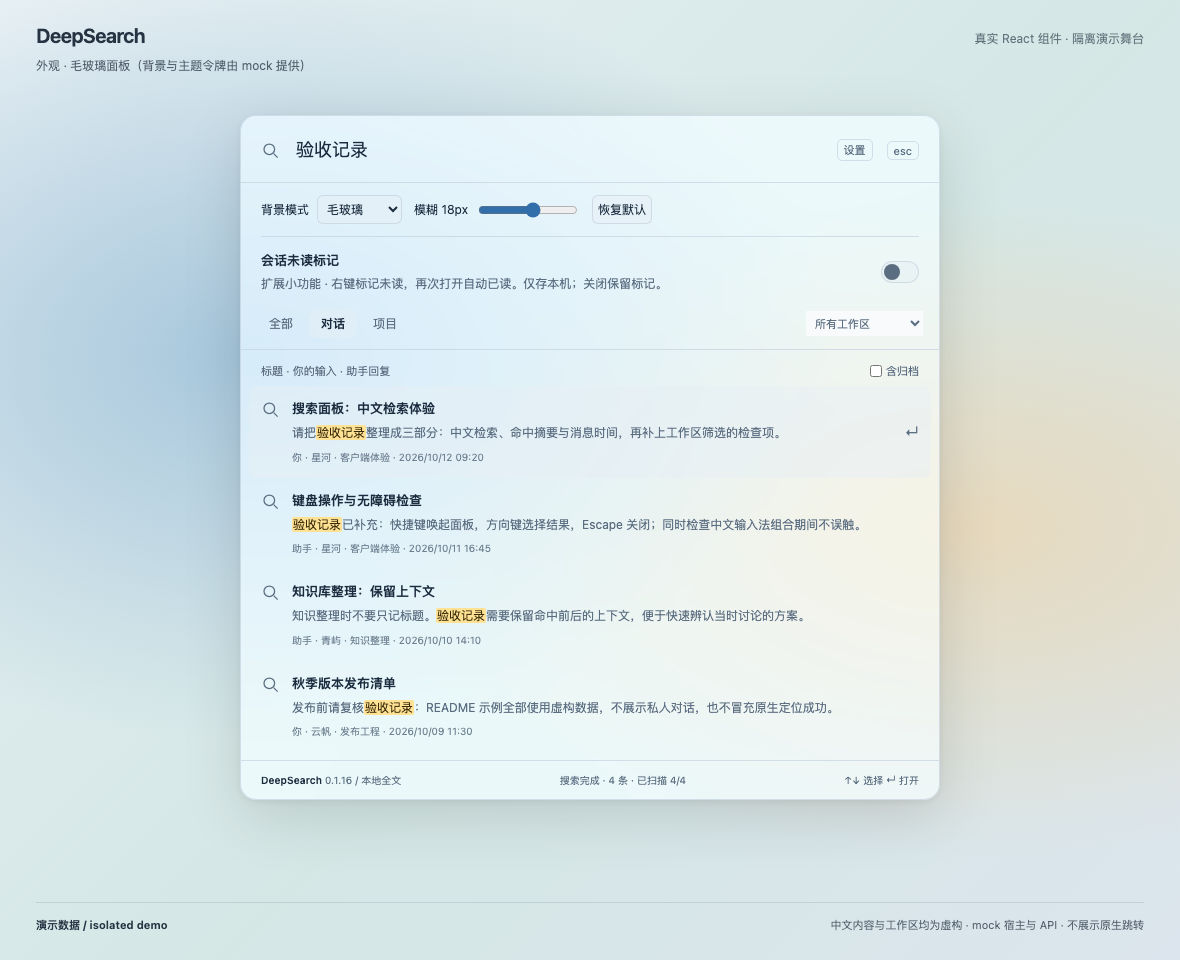 DeepSearch
真实 React 组件 · 隔离演示舞台
外观 · 毛玻璃面板（背景与主题令牌由 mock 提供）
验收记录
设置
esc
背景模式
毛玻璃
模糊 18px
恢复默认
会话未读标记
扩展小功能 · 右键标记未读，再次打开自动已读。仅存本机；关闭保留标记。
全部
对话
项目
所有工作区
标题 · 你的输入 · 助手回复
含归档
搜索面板：中文检索体验
请把验收记录整理成三部分：中文检索、命中摘要与消息时间，再补上工作区筛选的检查项。
你 · 星河 · 客户端体验 · 2026/10/12 09:20
键盘操作与无障碍检查
验收记录已补充：快捷键唤起面板，方向键选择结果，Escape 关闭；同时检查中文输入法组合期间不误触。
助手 · 星河 · 客户端体验 · 2026/10/11 16:45
知识库整理：保留上下文
知识整理时不要只记标题。验收记录需要保留命中前后的上下文，便于快速辨认当时讨论的方案。
助手 · 青屿 · 知识整理 · 2026/10/10 14:10
秋季版本发布清单
发布前请复核验收记录：README 示例全部使用虚构数据，不展示私人对话，也不冒充原生定位成功。
你 · 云帆 · 发布工程 · 2026/10/09 11:30
DeepSearch 0.1.16 / 本地全文
搜索完成 · 4 条 · 已扫描 4/4
↑↓ 选择 ↵ 打开
演示数据 / isolated demo
中文内容与工作区均为虚构 · mock 宿主与 API · 不展示原生跳转